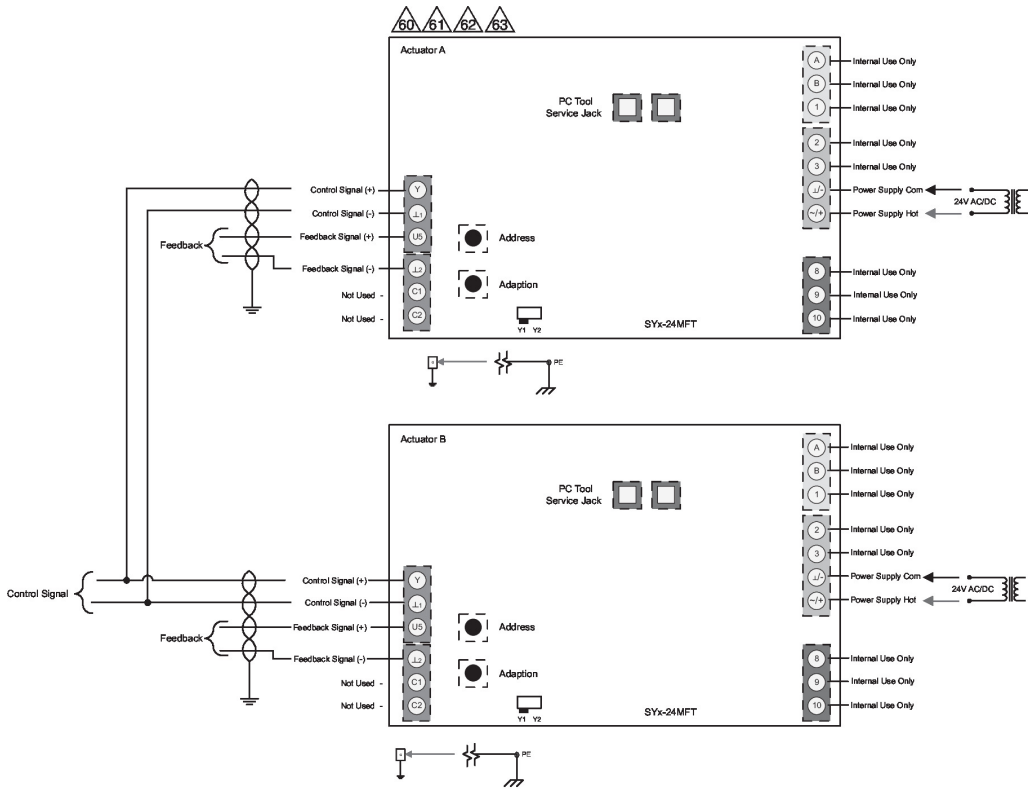 60 61 62 63
Actuator A
A Internal Use Only
B Internal Use Only
PC Tool
Service Jack
1 Internal Use Only
2 Internal Use Only
3 Internal Use Only
Control Signal (+) Y
⊥/- Power Supply Com
24V AC/DC
Control Signal (-) ⊥1
~/+ Power Supply Hot
Feedback
Feedback Signal (+) U5
Address
Feedback Signal (-) ⊥2
8 Internal Use Only
Not Used - C1
Adaption
9 Internal Use Only
Not Used - C2
Y1 Y2
SYx-24MFT
10 Internal Use Only
PE
Actuator B
A Internal Use Only
B Internal Use Only
PC Tool
Service Jack
1 Internal Use Only
2 Internal Use Only
3 Internal Use Only
Control Signal
Control Signal (+) Y
⊥/- Power Supply Com
24V AC/DC
Control Signal (-) ⊥1
~/+ Power Supply Hot
Feedback
Feedback Signal (+) U5
Address
Feedback Signal (-) ⊥2
8 Internal Use Only
Not Used - C1
Adaption
9 Internal Use Only
Not Used - C2
Y1 Y2
SYx-24MFT
10 Internal Use Only
PE